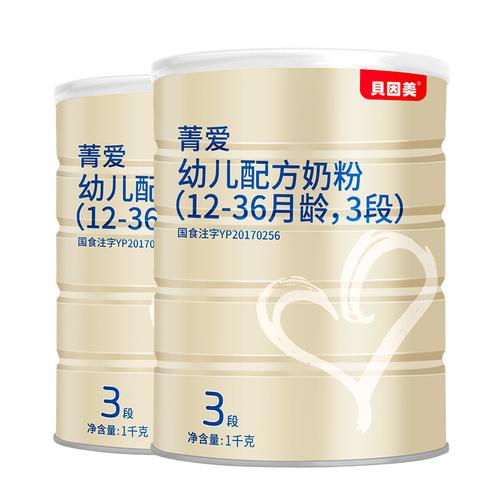 貝因美®
菁爱
幼儿配方奶粉
(12-36月龄,3段)
国食注字YP20170256
3段
净含量:1千克
菁爱
幼儿配
(12-36
国食注字YP20170
3段
净含量:1千克